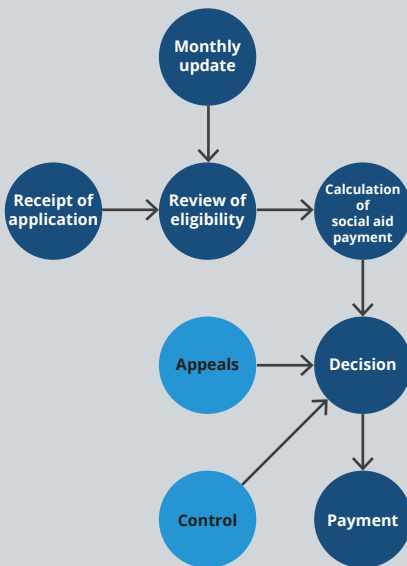 Monthly
update
Receipt of
application
Review of
eligibility
Calculation
of
social aid
payment
Appeals
Decision
Control
Payment